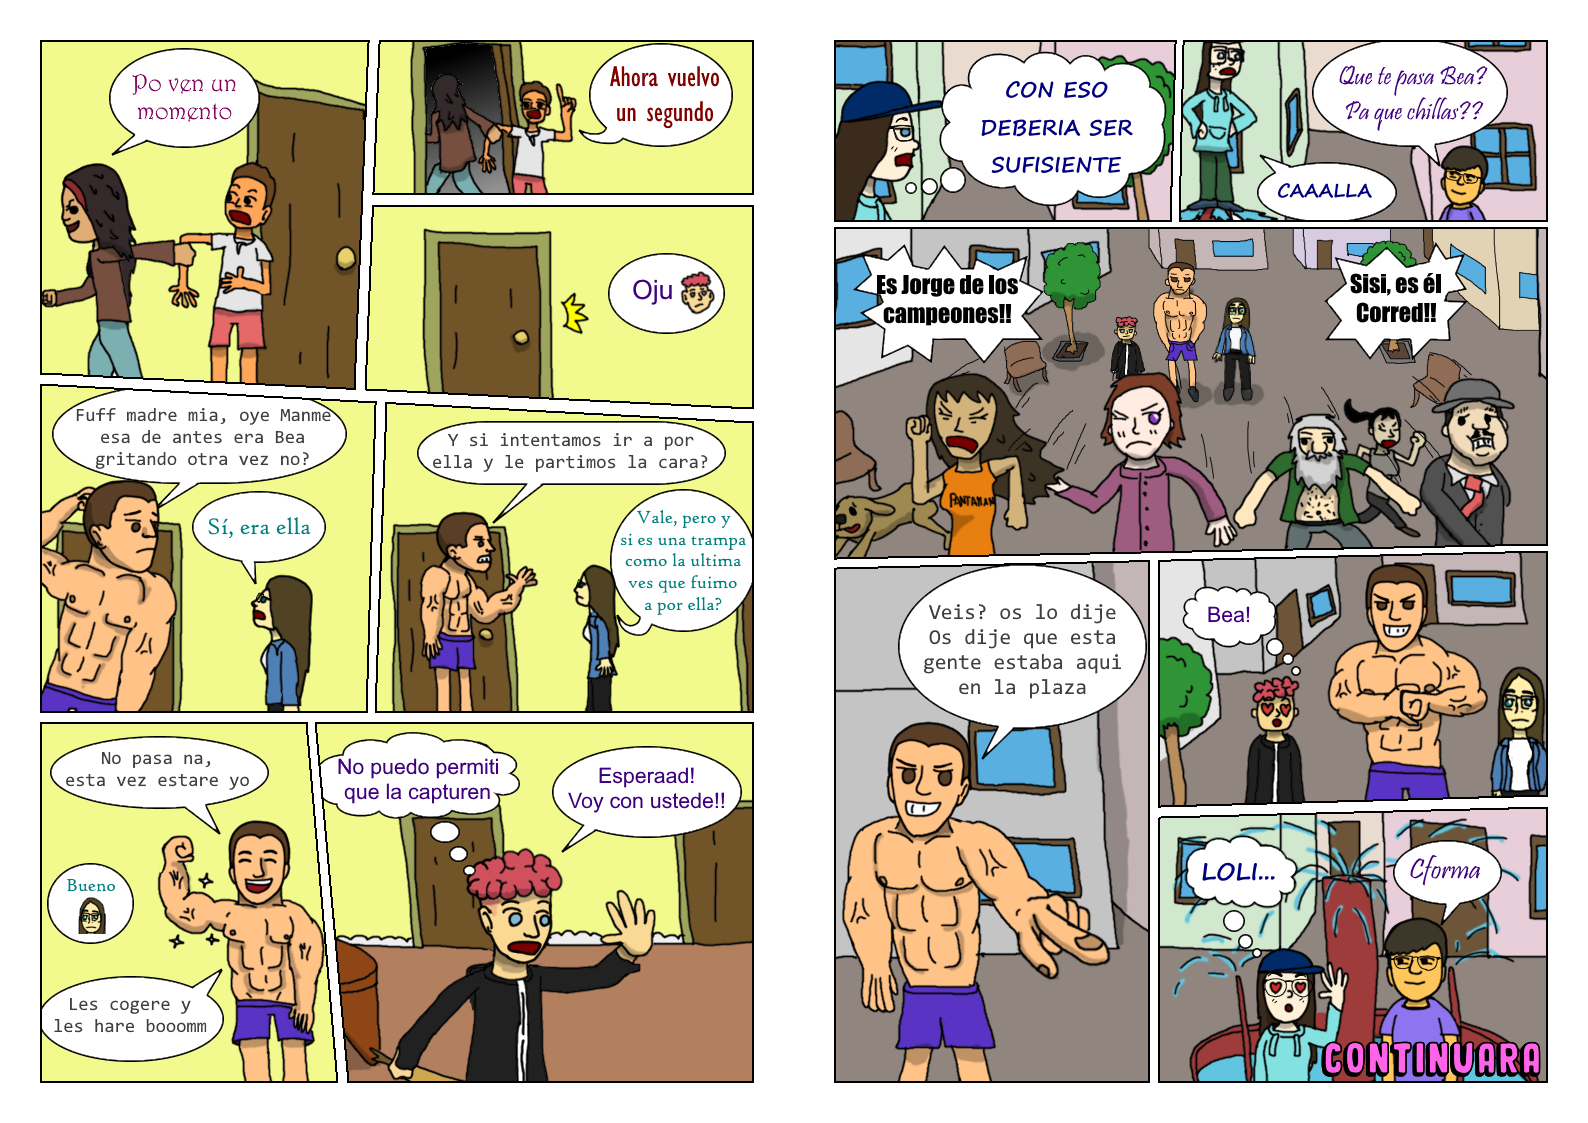 Po ven un
momento
Ahora vuelvo
un segundo
Oju
Fuff madre mia, oye Manme
esa de antes era Bea
gritando otra vez no?
Sí, era ella
Y si intentamos ir a por
ella y le partimos la cara?
Vale, pero y
si es una trampa
como la ultima
ves que fuimo
a por ella?
No pasa na,
esta vez estare yo
Bueno
Les cogere y
les hare booomm
No puedo permiti
que la capturen
Esperaad!
Voy con ustede!!
CON ESO
DEBERIA SER
SUFISIENTE
Que te pasa Bea?
Pa que chillas??
CAAALLA
Es Jorge de los
campeones!!
Sisi, es él
Corred!!
PANTAHAN
Veis? os lo dije
Os dije que esta
gente estaba aqui
en la plaza
Bea!
LOLI...
Cforma
CONTINUARA